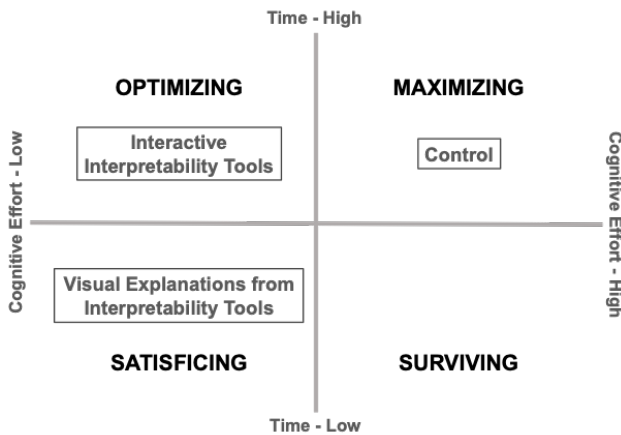 Time - High
OPTIMIZING
MAXIMIZING
Interactive
Interpretability Tools
Control
Cognitive Effort - Low
Cognitive Effort - High
Visual Explanations from
Interpretability Tools
SATISFICING
SURVIVING
Time - Low